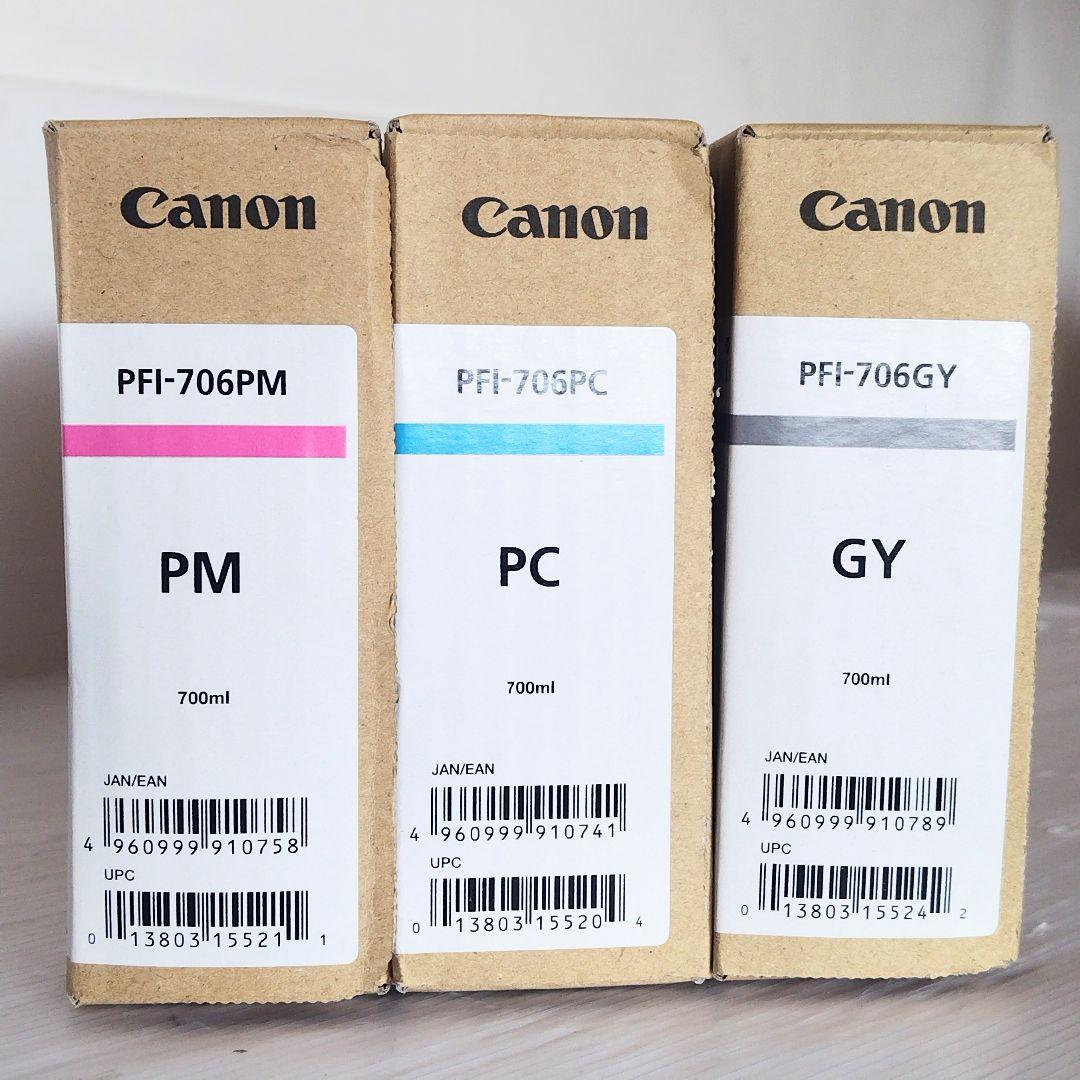 Canon
PFI-706PM
PM
700ml
JAN/EAN
4 960999 910758
UPC
0 13803 15521 1
Canon
PFI-706PC
PC
700ml
JAN/EAN
4 960999 910741
UPC
0 13803 15520 4
Canon
PFI-706GY
GY
700ml
JAN/EAN
4 960999 910789
UPC
0 13803 15524 2